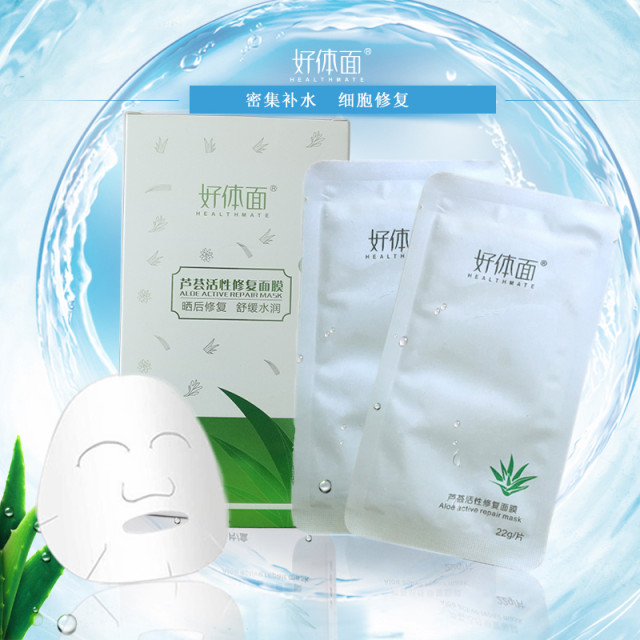 好体面®
HEALTHMATE
密集补水 细胞修复
好体面®
HEALTHMATE
芦荟活性修复面膜
ALOE ACTIVE REPAIR MASK
晒后修复 舒缓水润
好体面
HEALTHMATE
好体面®
HEALTHMATE
芦荟活性修复面膜
Aloe active repair mask
22g/片